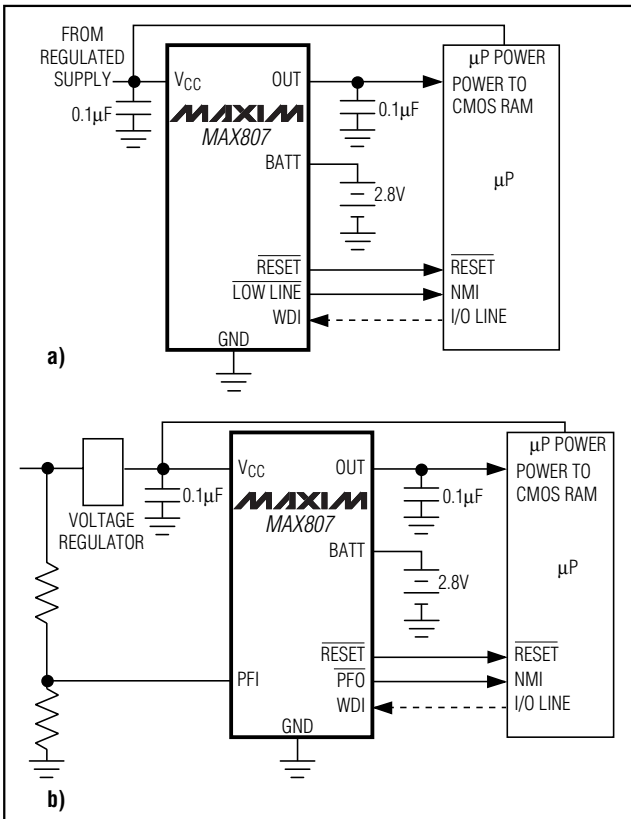 FROM
REGULATED
SUPPLY
VCC
OUT
0.1µF
MAXIM
MAX807
0.1µF
BATT
2.8V
RESET
LOW LINE
WDI
GND
µP POWER
POWER TO
CMOS RAM
µP
RESET
NMI
I/O LINE
a)
VOLTAGE
REGULATOR
0.1µF
VCC
OUT
MAXIM
MAX807
0.1µF
BATT
2.8V
RESET
PFO
WDI
PFI
GND
µP POWER
POWER TO
CMOS RAM
µP
RESET
NMI
I/O LINE
b)